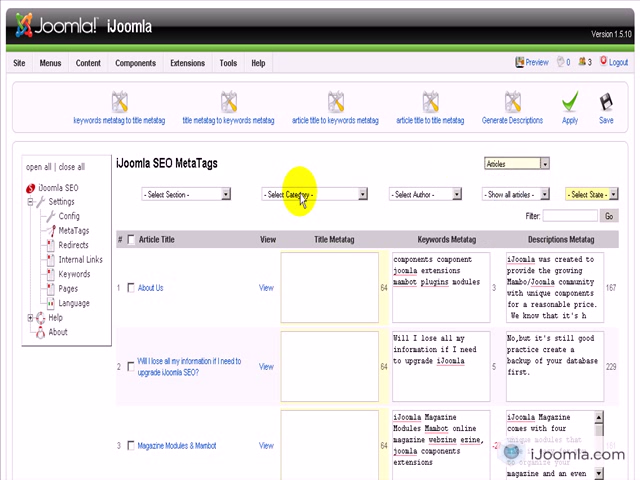 Joomla! iJoomla
Version 1.5.10
Site Menus Content Components Extensions Tools Help Preview 0 3 Logout
keywords metatag to title metatag title metatag to keywords metatag article title to keywords metatag article title to title metatag Generate Descriptions Apply Save
open all | close all
iJoomla SEO
Settings
Config
MetaTags
Redirects
Internal Links
Keywords
Pages
Language
Help
About
iJoomla SEO MetaTags
Articles
- Select Section - - Select Category - - Select Author - - Show all articles - - Select State -
Filter: Go
# Article Title View Title Metatag Keywords Metatag Descriptions Metatag
1 About Us View 64
components component
joomla extensions
mambot plugins modules
3
iJoomla was created to
provide the growing
Mambo/Joomla community
with unique components
for a reasonable price.
We know that it's h
167
2
Will I lose all my information if I need to
upgrade iJoomla SEO?
View 64
Will I lose all my
information if I need
to upgrade iJoomla
5
No,but it's still good
practice create a
backup of your database
first.
229
3 Magazine Modules & Mambot View 64
iJoomla Magazine
Modules Mambot online
magazine webzine ezine,
joomla components
extensions
iJoomla Magazine
comes with four
unique modules that
to organize your
magazine and an even
iJoomla.com